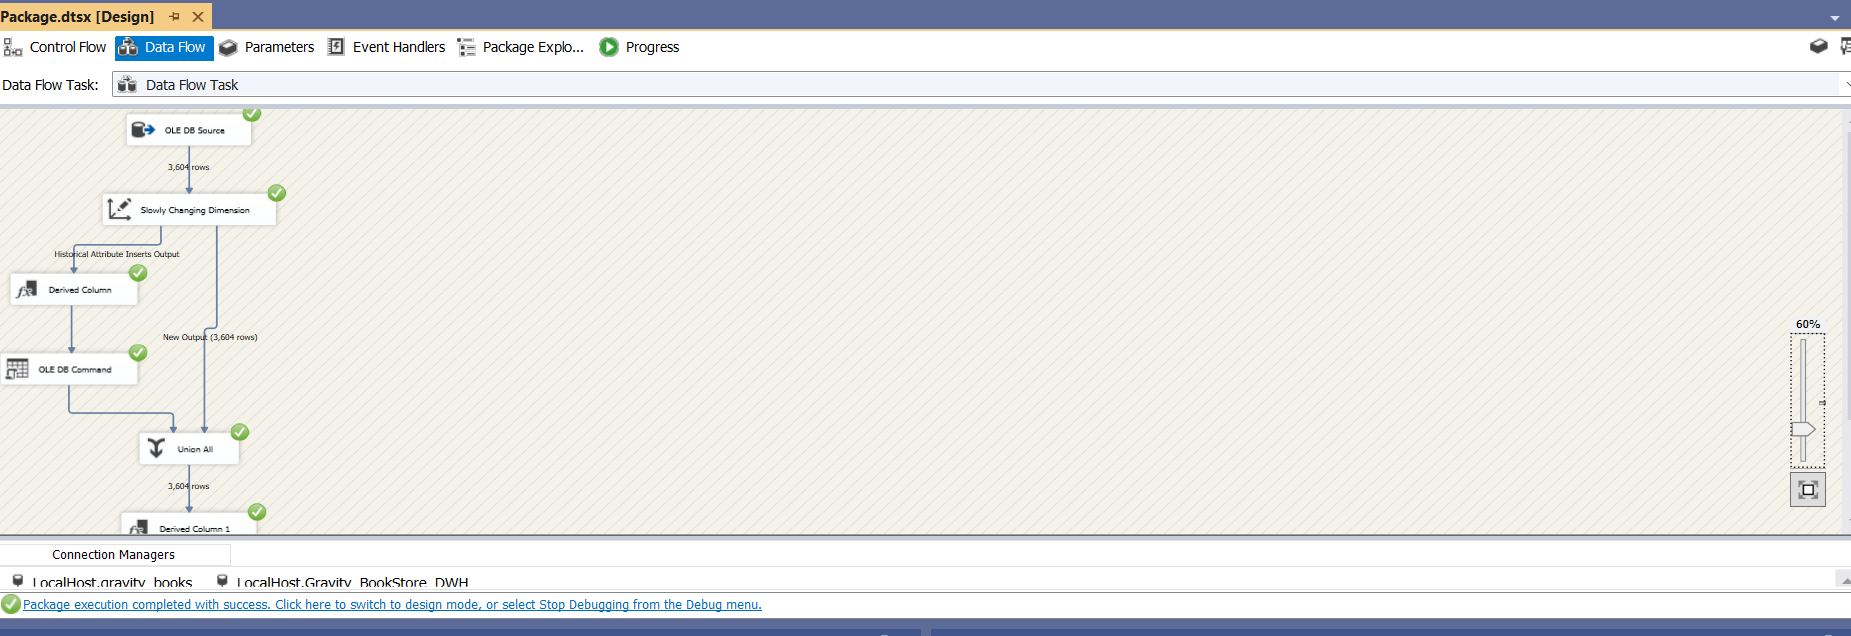 Package.dtsx [Design]
Control Flow Data Flow Parameters Event Handlers Package Explo... Progress
Data Flow Task: Data Flow Task
OLE DB Source
3,604 rows
Slowly Changing Dimension
Historical Attribute Inserts Output
Derived Column
New Output (3,604 rows)
60%
OLE DB Command
Union All
3,604 rows
Derived Column 1
Connection Managers
LocalHost.gravity_books LocalHost.Gravity_BookStore_DWH
Package execution completed with success. Click here to switch to design mode, or select Stop Debugging from the Debug menu.